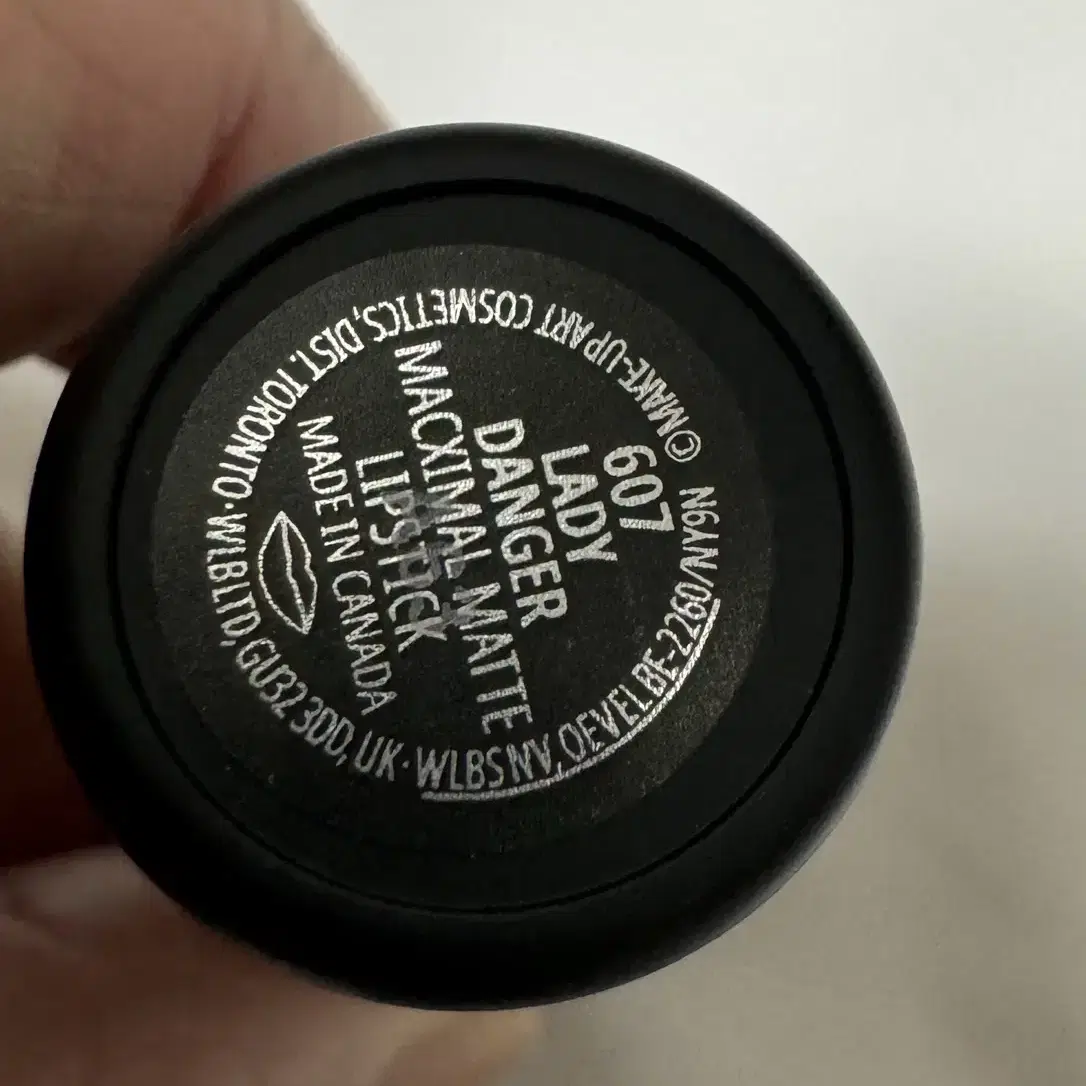 607
LADY
DANGER
MACXIMAL MATTE
LIPSTICK
MADE IN CANADA
©MAKE-UP ART COSMETICS, DIST. TORONTO · WLB LTD, GU32 3DD, UK · WLBS NV, OEVEL BE-2260/NY9N